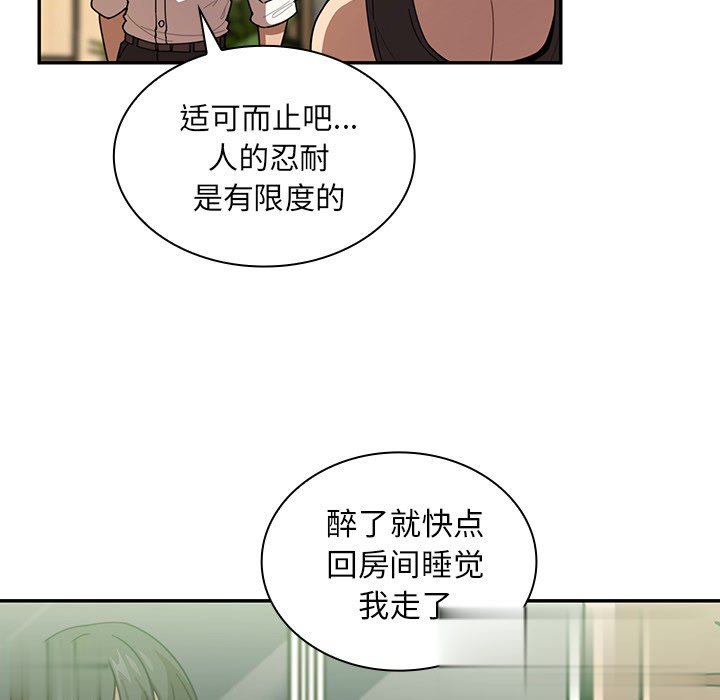 适可而止吧...
人的忍耐
是有限度的
醉了就快点
回房间睡觉
我走了